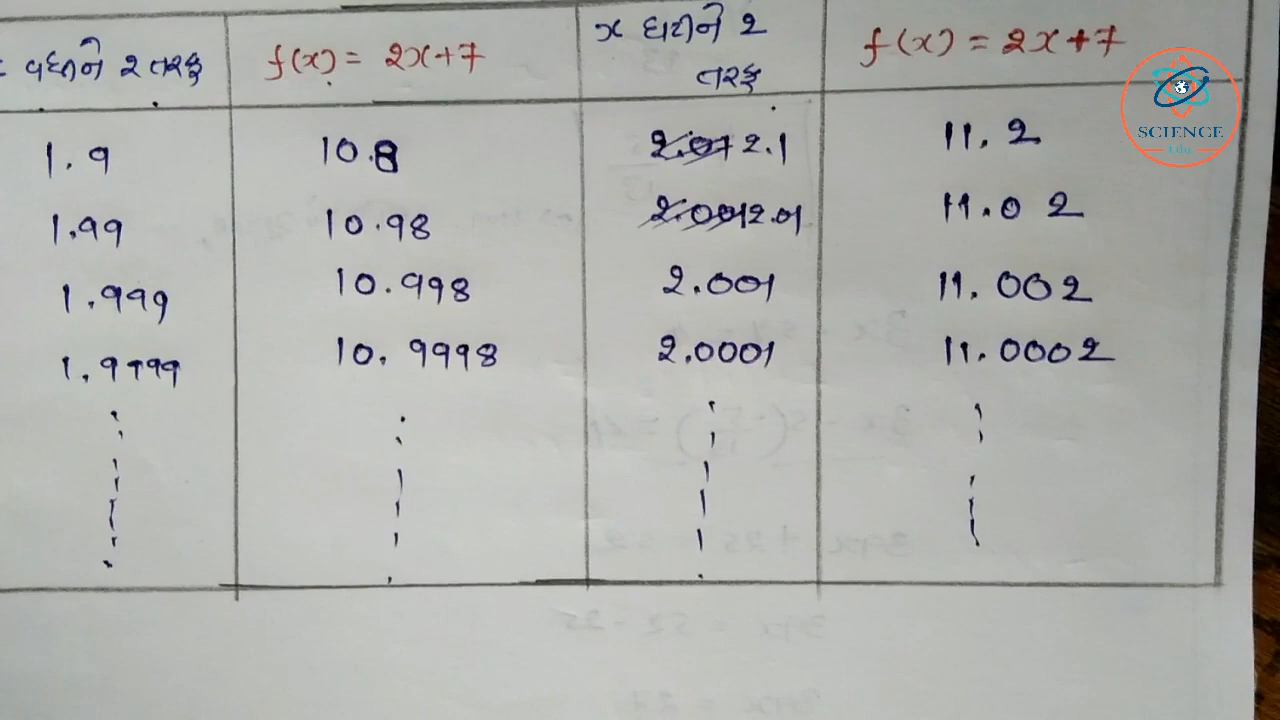 x વધીને 2 તરફ f(x) = 2x+7 x ઘટીને 2 તરફ f(x) = 2x+7
1.9 10.8 2.1 11.2
1.99 10.98 2.01 11.02
1.999 10.998 2.001 11.002
1.9999 10.9998 2.0001 11.0002
SCIENCE
Edu